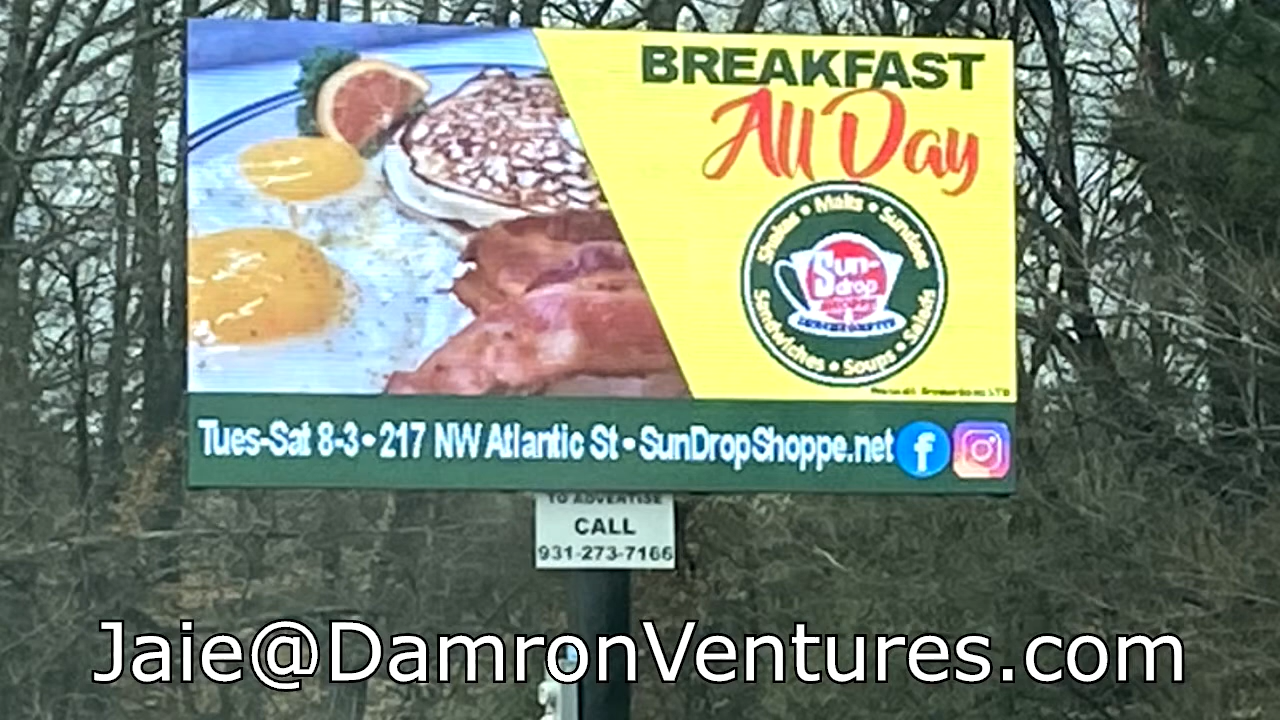 BREAKFAST
All Day
Shakes • Malts • Sundaes
Sun-
drop
Sandwiches • Soups • Salads
Tues-Sat 8-3 • 217 NW Atlantic St • SunDropShoppe.net
TO ADVERTISE
CALL
931-273-7166
Jaie@DamronVentures.com